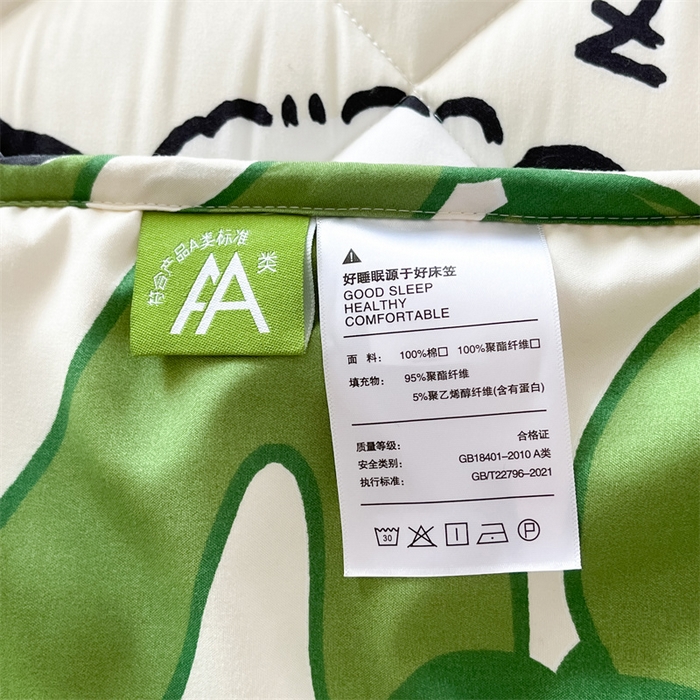 符合产品A类标准
AA类
⚠
好睡眠源于好床笠
GOOD SLEEP
HEALTHY
COMFORTABLE
面 料: 100%棉□ 100%聚酯纤维□
填充物: 95%聚酯纤维
5%聚乙烯醇纤维(含有蛋白)
质量等级: 合格证
安全类别: GB18401-2010 A类
执行标准: GB/T22796-2021
30
P